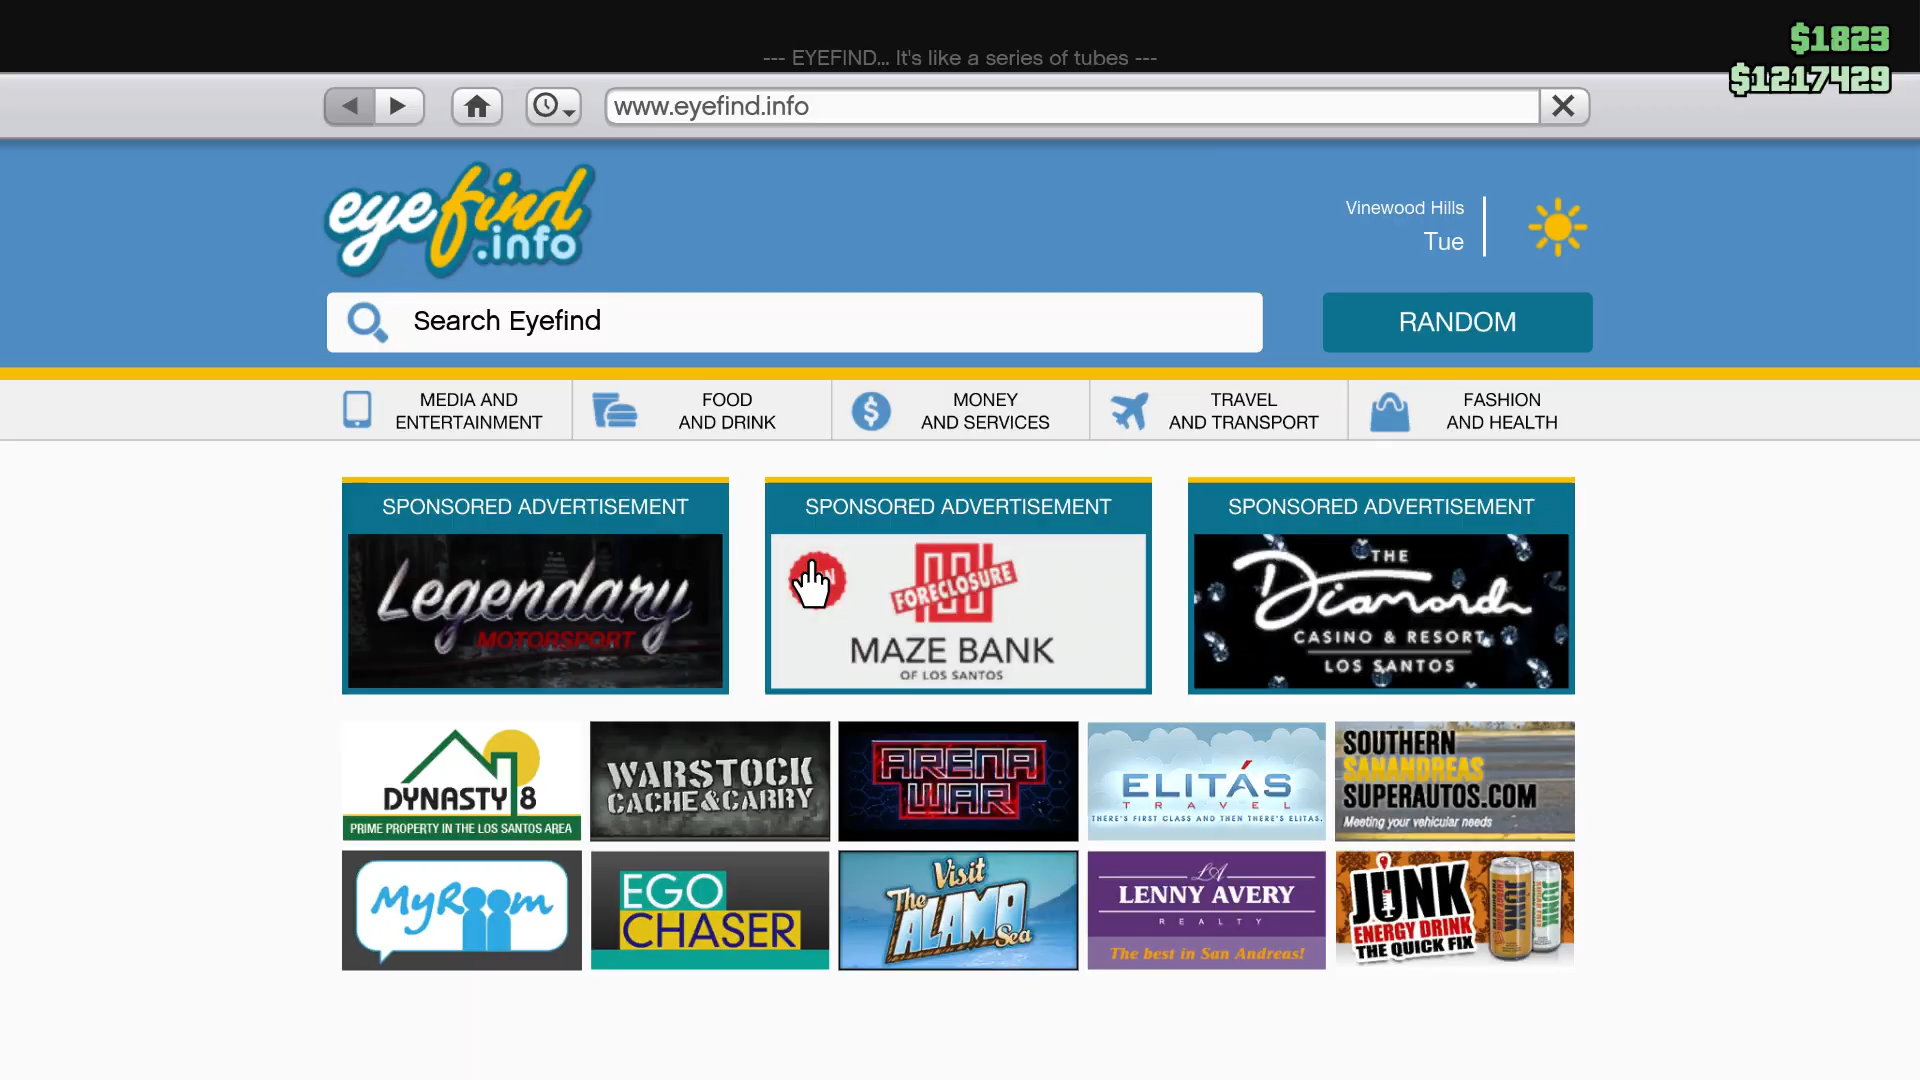 --- EYEFIND... It's like a series of tubes ---
$1823
$1217429
www.eyefind.info
eyefind
.info
Vinewood Hills
Tue
Search Eyefind
RANDOM
MEDIA AND
ENTERTAINMENT
FOOD
AND DRINK
MONEY
AND SERVICES
TRAVEL
AND TRANSPORT
FASHION
AND HEALTH
SPONSORED ADVERTISEMENT
Legendary
MOTORSPORT
SPONSORED ADVERTISEMENT
FORECLOSURE
MAZE BANK
OF LOS SANTOS
SPONSORED ADVERTISEMENT
THE
Diamond
CASINO & RESORT
LOS SANTOS
DYNASTY 8
PRIME PROPERTY IN THE LOS SANTOS AREA
WARSTOCK
CACHE&CARRY
ARENA
WAR
ELITÁS
TRAVEL
THERE'S FIRST CLASS AND THEN THERE'S ELITAS.
SOUTHERN
SANANDREAS
SUPERAUTOS.COM
Meeting your vehicular needs
MyRoom
EGO
CHASER
Visit
The
ALAMO
Sea
LA
LENNY AVERY
REALTY
The best in San Andreas!
JUNK
ENERGY DRINK
THE QUICK FIX